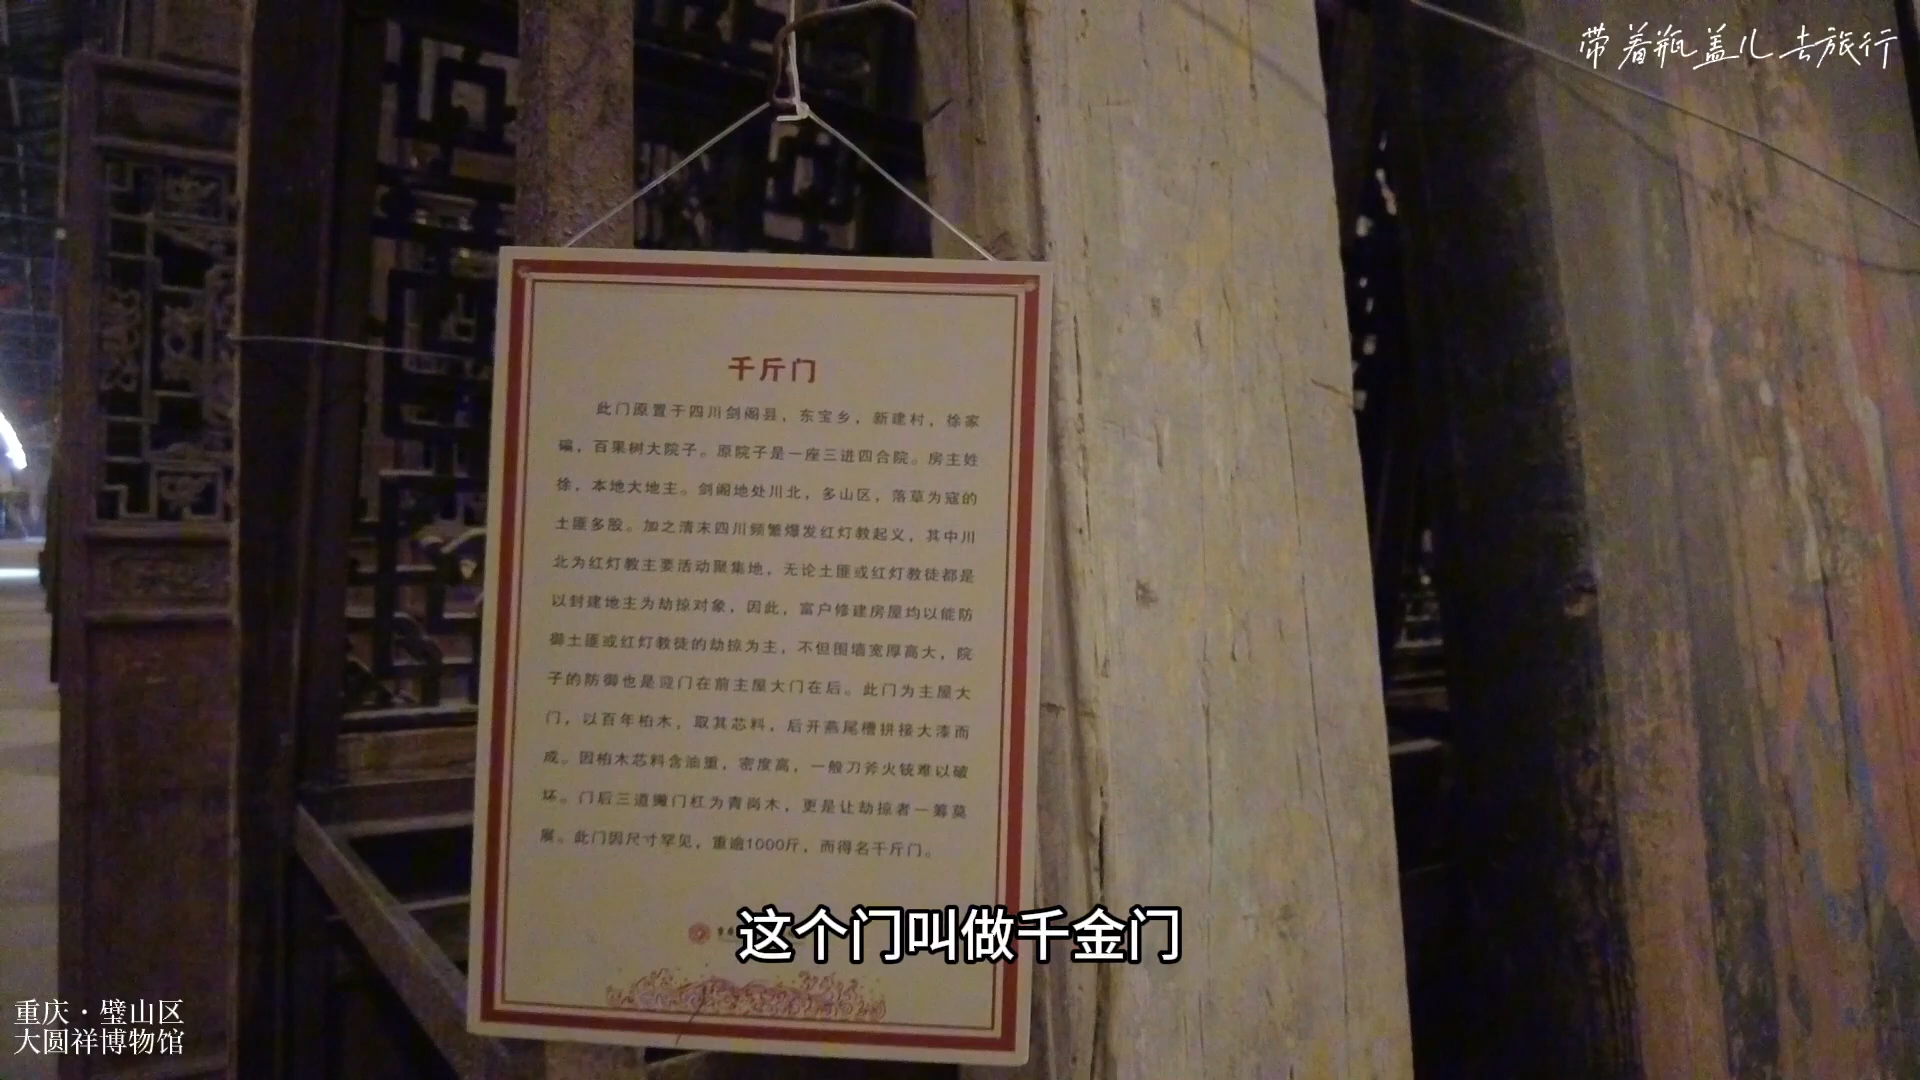 带着瓶盖儿去旅行
千斤门
此门原置于四川剑阁县，东宝乡，新建村，徐家
碥，百果树大院子。原院子是一座三进四合院。房主姓
徐，本地大地主。剑阁地处川北，多山区，落草为寇的
土匪多股。加之清末四川频繁爆发红灯教起义，其中川
北为红灯教主要活动聚集地，无论土匪或红灯教徒都是
以封建地主为劫掠对象，因此，富户修建房屋均以能防
御土匪或红灯教徒的劫掠为主，不但围墙宽厚高大，院
子的防御也是迎门在前主屋大门在后。此门为主屋大
门，以百年柏木，取其芯料，后开燕尾槽拼接大漆而
成。因柏木芯料含油重，密度高，一般刀斧火铳难以破
坏。门后三道门杠为青岗木，更是让劫掠者一筹莫
展。此门因尺寸罕见，重逾1000斤，而得名千斤门。
这个门叫做千金门
重庆·璧山区
大圆祥博物馆